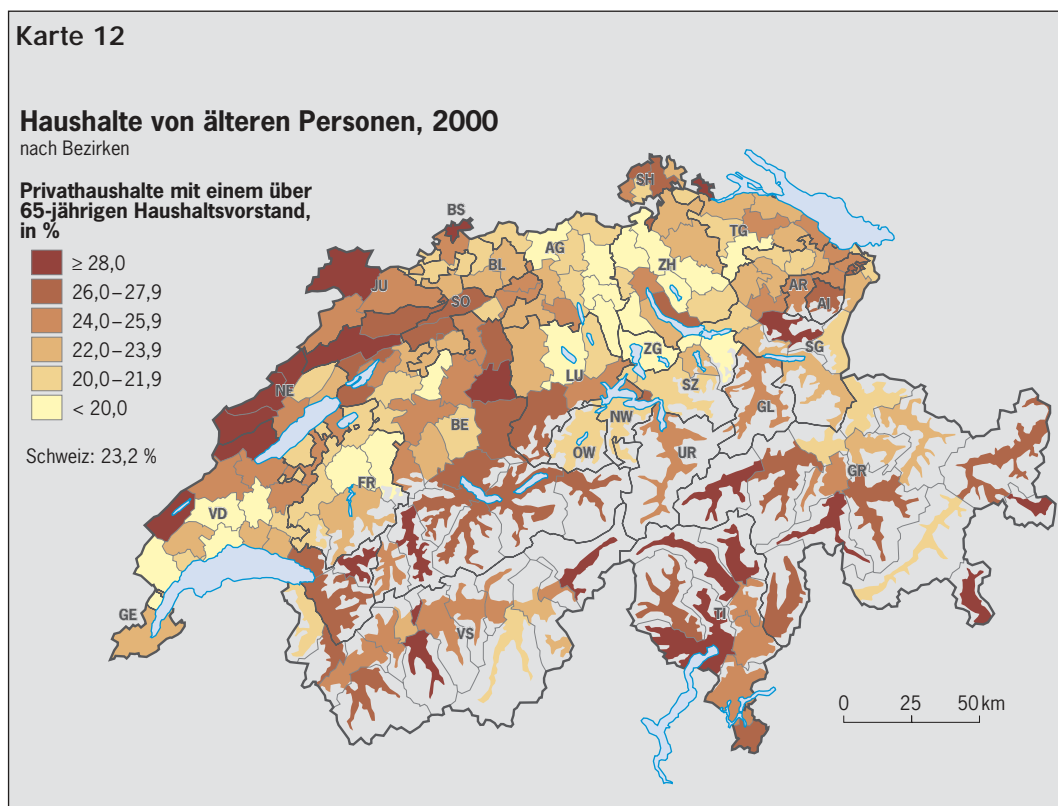 Karte 12
Haushalte von älteren Personen, 2000
nach Bezirken
Privathaushalte mit einem über
65-jährigen Haushaltsvorstand,
in %
≥ 28,0
26,0–27,9
24,0–25,9
22,0–23,9
20,0–21,9
< 20,0
Schweiz: 23,2 %
SH
BS
TG
AG
BL
ZH
JU
AR
SO
AI
SG
ZG
LU
SZ
NE
GL
NW
BE
OW
UR
GR
FR
VD
GE
TI
VS
0 25 50 km